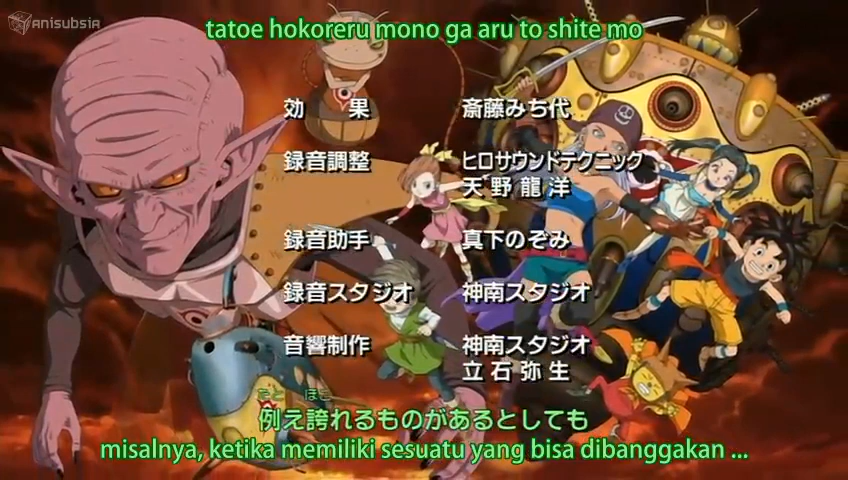 ANISUBSIA
tatoe hokoreru mono ga aru to shite mo
効果 斎藤みち代
録音調整 ヒロサウンドテクニック
天野龍洋
録音助手 真下のぞみ
録音スタジオ 神南スタジオ
音響制作 神南スタジオ
立石弥生
たと ほこ
例え誇れるものがあるとしても
misalnya, ketika memiliki sesuatu yang bisa dibanggakan ...